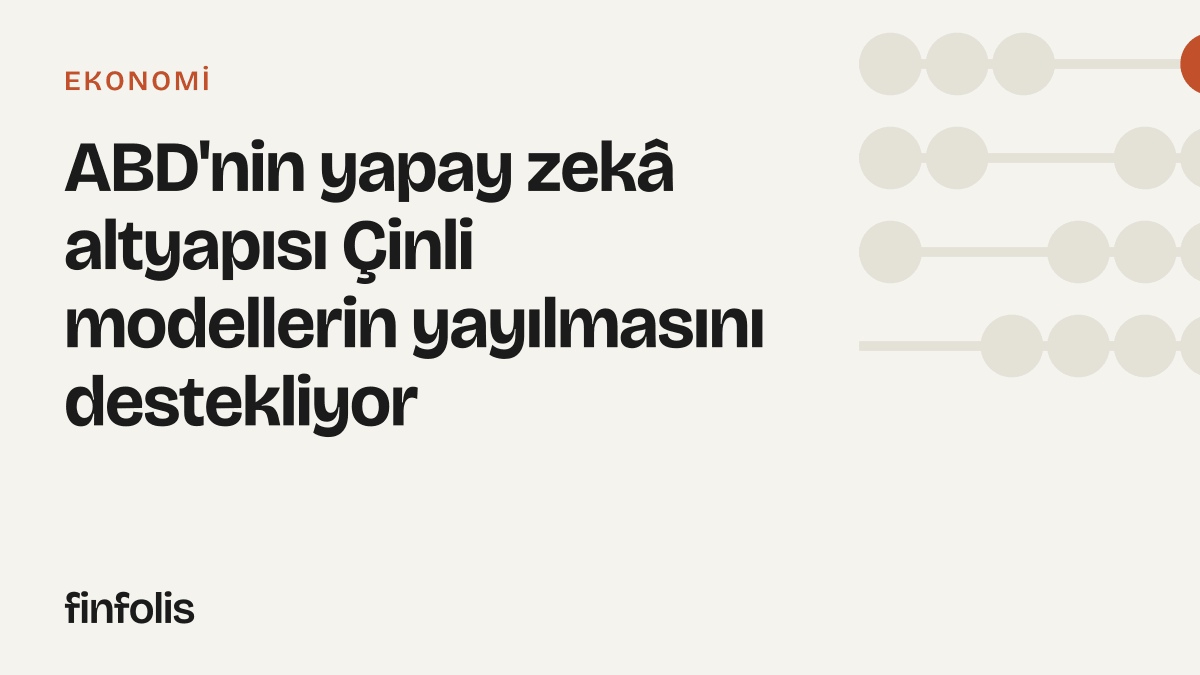 EKONOMİ
ABD'nin yapay zekâ
altyapısı Çinli
modellerin yayılmasını
destekliyor
finfolis